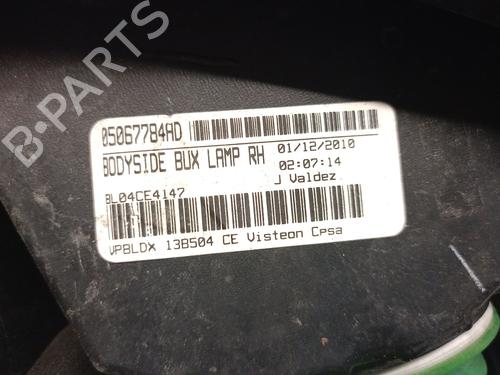 05067784AD
BODYSIDE BUX LAMP RH 01/12/2010
02:07:14
J Valdez
BL04CE4147
VPBLDX 13B504 CE Visteon Cpsa
B-PARTS